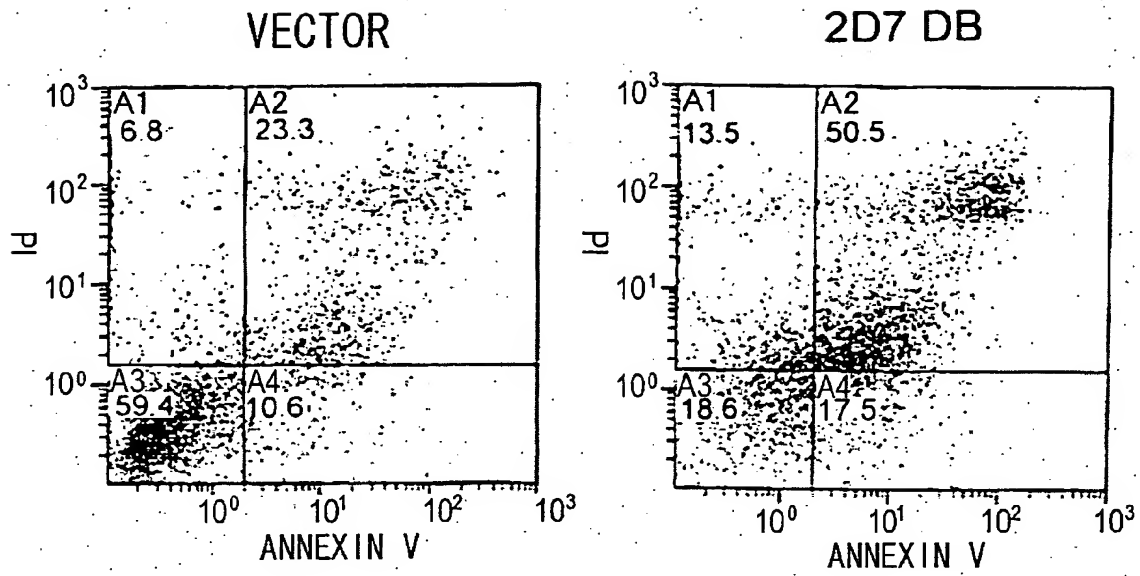 VECTOR
10³
A1
6.8
A2
23.3
10²
PI
10¹
10⁰
A3
59.4
A4
10.6
10⁰ 10¹ 10² 10³
ANNEXIN V
2D7 DB
10³
A1
13.5
A2
50.5
10²
PI
10¹
10⁰
A3
18.6
A4
17.5
10⁰ 10¹ 10² 10³
ANNEXIN V